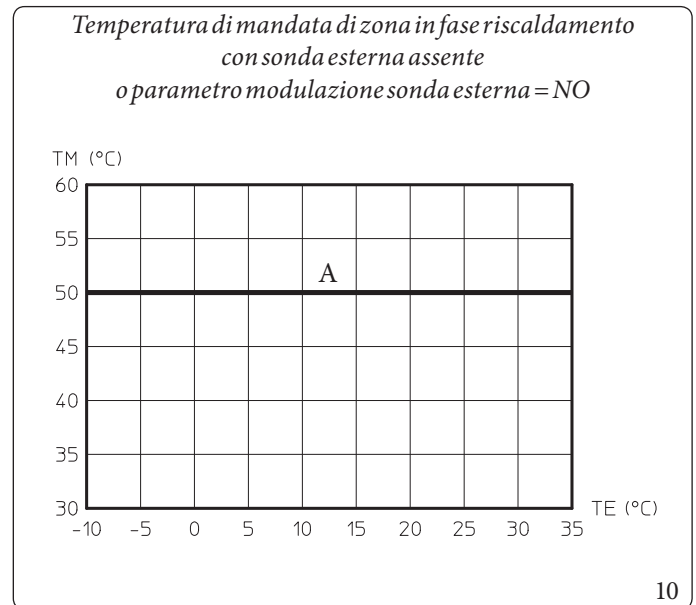 Temperatura di mandata di zona in fase riscaldamento
con sonda esterna assente
o parametro modulazione sonda esterna = NO
TM (°C)
60
55
A
50
45
40
35
30
TE (°C)
-10 -5 0 5 10 15 20 25 30 35
10